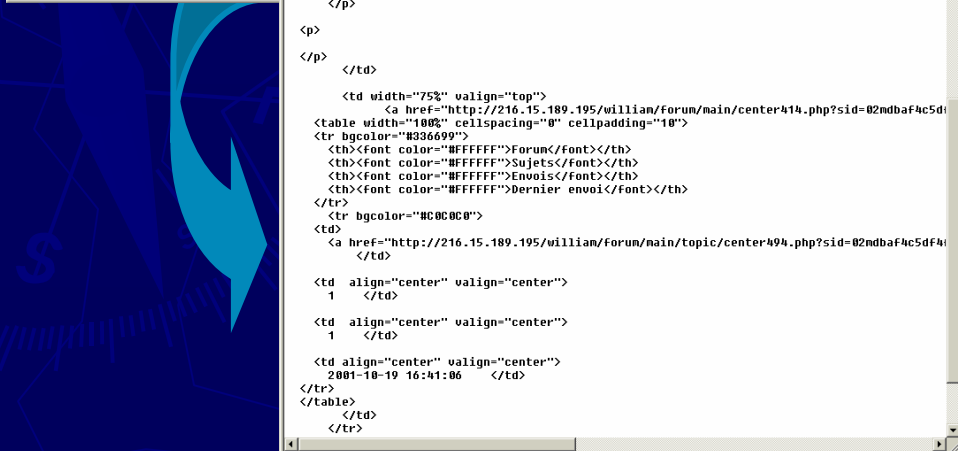 </p>
<p>
</p>
</td>
<td width="75%" valign="top">
<a href="http://216.15.189.195/william/forum/main/center414.php?sid=02mdbaf4c5d
<table width="100%" cellspacing="0" cellpadding="10">
<tr bgcolor="#336699">
<th><font color="#FFFFFF">Forum</font></th>
<th><font color="#FFFFFF">Sujets</font></th>
<th><font color="#FFFFFF">Envois</font></th>
<th><font color="#FFFFFF">Dernier envoi</font></th>
</tr>
<tr bgcolor="#C0C0C0">
<td>
<a href="http://216.15.189.195/william/forum/main/topic/center494.php?sid=02mdbaf4c5df4
</td>
<td  align="center" valign="center">
1    </td>
<td  align="center" valign="center">
1    </td>
<td align="center" valign="center">
2001-10-19 16:41:06    </td>
</tr>
</table>
</td>
</tr>
$